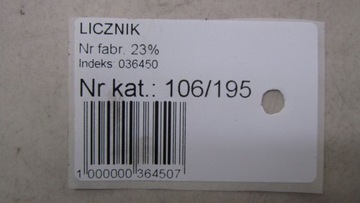 LICZNIK
Nr fabr. 23%
Indeks: 036450
Nr kat.: 106/195
1 000000 364507